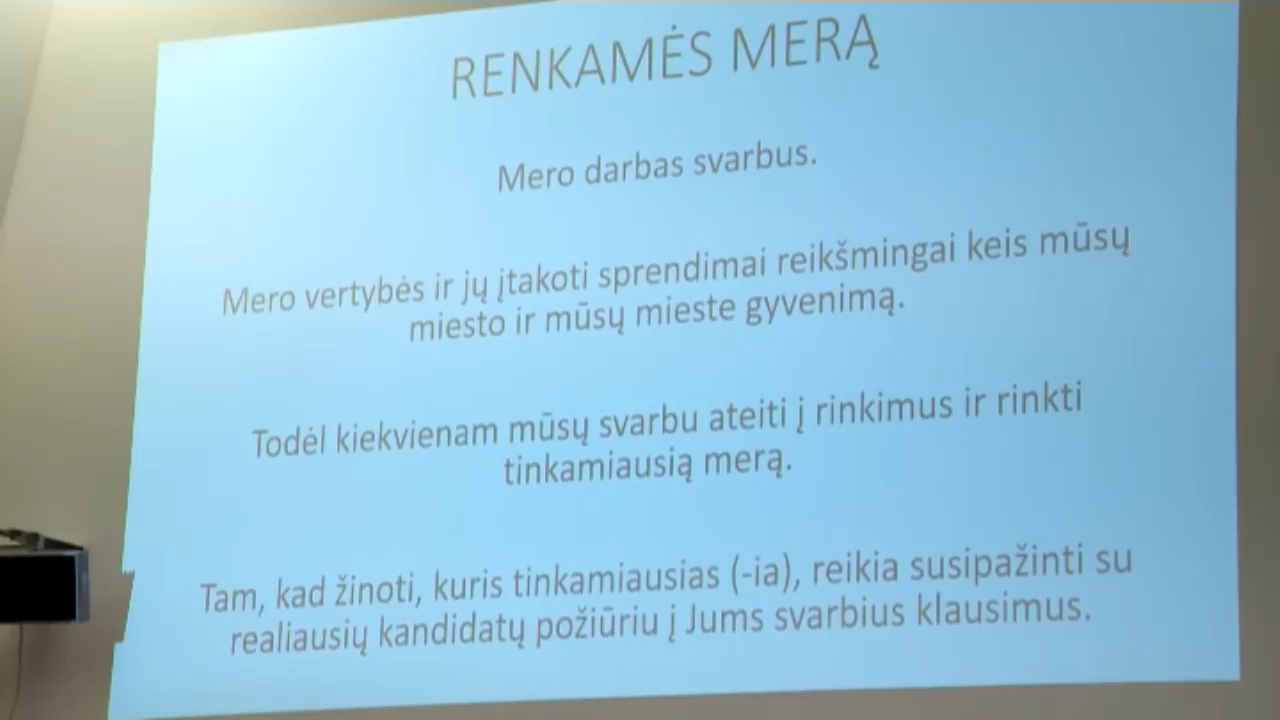 RENKAMĖS MERĄ
Mero darbas svarbus.
Mero vertybės ir jų įtakoti sprendimai reikšmingai keis mūsų
miesto ir mūsų mieste gyvenimą.
Todėl kiekvienam mūsų svarbu ateiti į rinkimus ir rinkti
tinkamiausią merą.
Tam, kad žinoti, kuris tinkamiausias (-ia), reikia susipažinti su
realiausių kandidatų požiūriu į Jums svarbius klausimus.